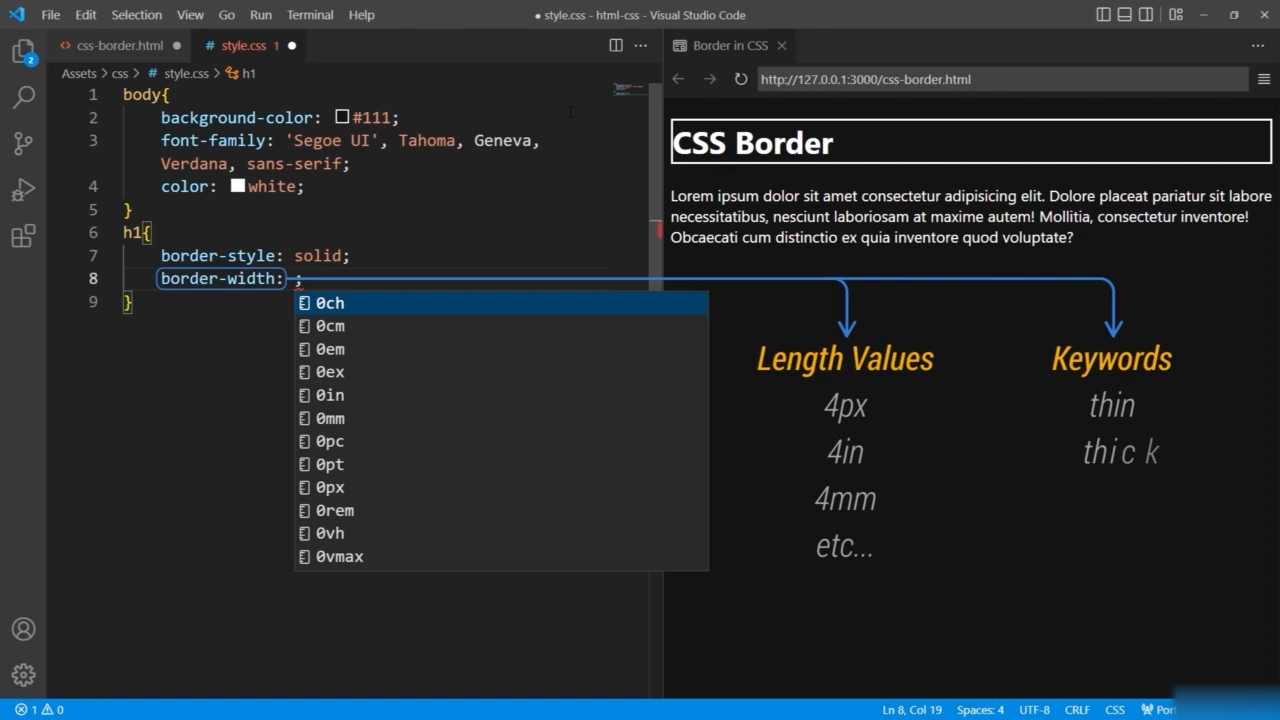 File Edit Selection View Go Run Terminal Help
● style.css - html-css - Visual Studio Code
css-border.html ●
# style.css 1 ●
Border in CSS
Assets > css > # style.css > h1
http://127.0.0.1:3000/css-border.html
2
1 body{
2 background-color: #111;
3 font-family: 'Segoe UI', Tahoma, Geneva,
Verdana, sans-serif;
4 color: white;
5 }
6 h1{
7 border-style: solid;
8 border-width: ;
9 }
0ch
0cm
0em
0ex
0in
0mm
0pc
0pt
0px
0rem
0vh
0vmax
CSS Border
Lorem ipsum dolor sit amet consectetur adipisicing elit. Dolore placeat pariatur sit labore
necessitatibus, nesciunt laboriosam at maxime autem! Mollitia, consectetur inventore!
Obcaecati cum distinctio ex quia inventore quod voluptate?
Length Values
4px
4in
4mm
etc...
Keywords
thin
thick
1 0
Ln 8, Col 19 Spaces: 4 UTF-8 CRLF CSS